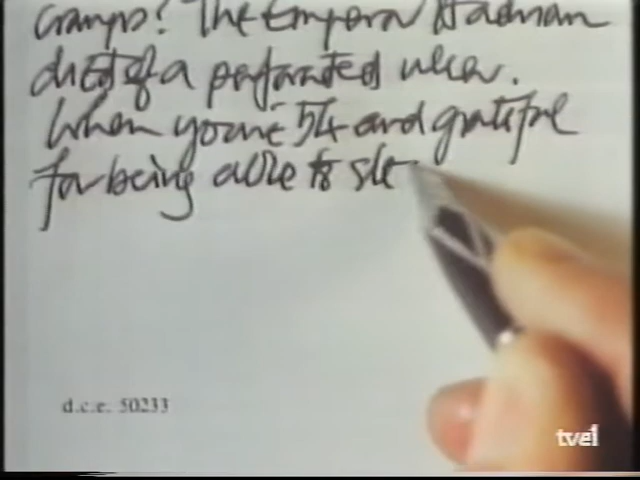 cramps? The Emperor Hadrian
died of a perforated ulcer.
When you're 54 and grateful
for being able to sle
d.c.e. 50233
tve1